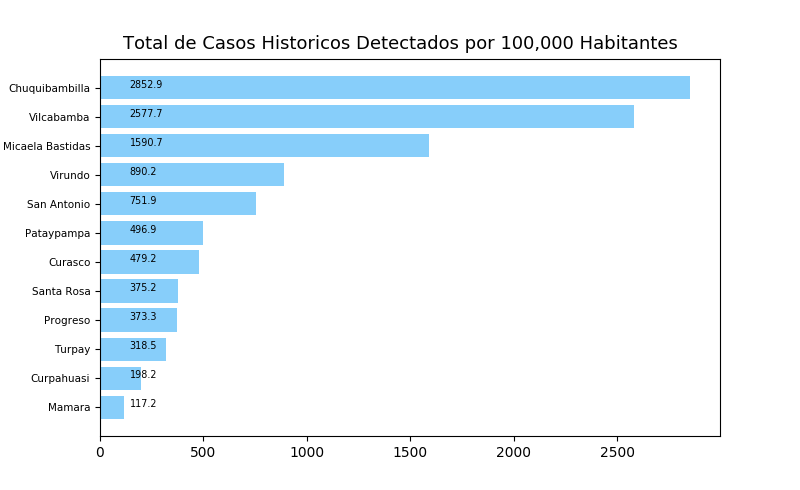 Total de Casos Historicos Detectados por 100,000 Habitantes
Chuquibambilla 2852.9
Vilcabamba 2577.7
Micaela Bastidas 1590.7
Virundo 890.2
San Antonio 751.9
Pataypampa 496.9
Curasco 479.2
Santa Rosa 375.2
Progreso 373.3
Turpay 318.5
Curpahuasi 198.2
Mamara 117.2
0 500 1000 1500 2000 2500